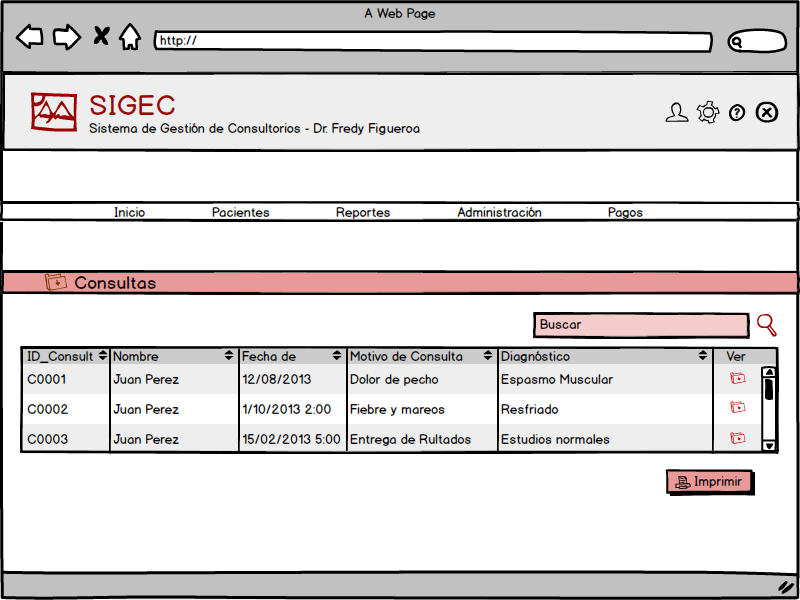 A Web Page
http://
SIGEC
Sistema de Gestión de Consultorios - Dr. Fredy Figueroa
Inicio Pacientes Reportes Administración Pagos
Consultas
Buscar
ID_Consult Nombre Fecha de Motivo de Consulta Diagnóstico Ver
C0001 Juan Perez 12/08/2013 Dolor de pecho Espasmo Muscular
C0002 Juan Perez 1/10/2013 2:00 Fiebre y mareos Resfriado
C0003 Juan Perez 15/02/2013 5:00 Entrega de Rultados Estudios normales
Imprimir